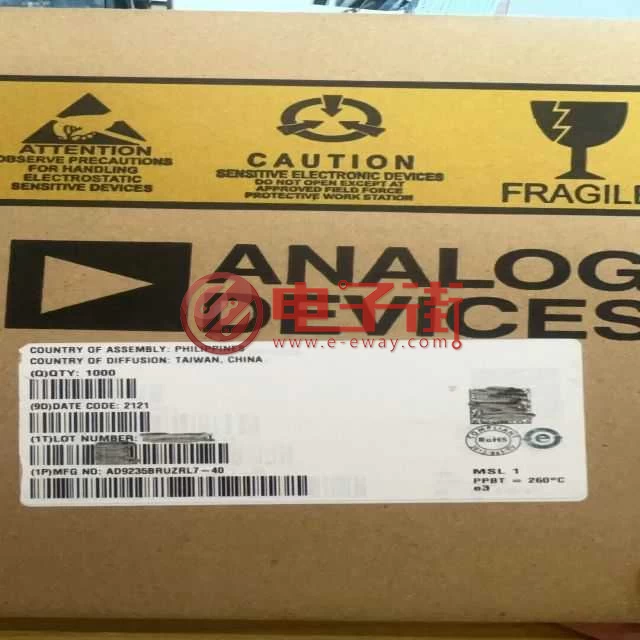 ATTENTION
OBSERVE PRECAUTIONS
FOR HANDLING
ELECTROSTATIC
SENSITIVE DEVICES
CAUTION
SENSITIVE ELECTRONIC DEVICES
DO NOT OPEN EXCEPT AT
APPROVED FIELD FORCE
PROTECTIVE WORK STATION
FRAGILE
ANALOG
DEVICES
电子街
e-eway.com
COUNTRY OF ASSEMBLY: PHILIPPINES
COUNTRY OF DIFFUSION: TAIWAN, CHINA
(Q)QTY: 1000
(9D)DATE CODE: 2121
(1T)LOT NUMBER:
(1P)MFG NO: AD9235BRUZRL7-40
COMPLIANT
RoHS
e
MSL 1
PPBT = 260°C
e3